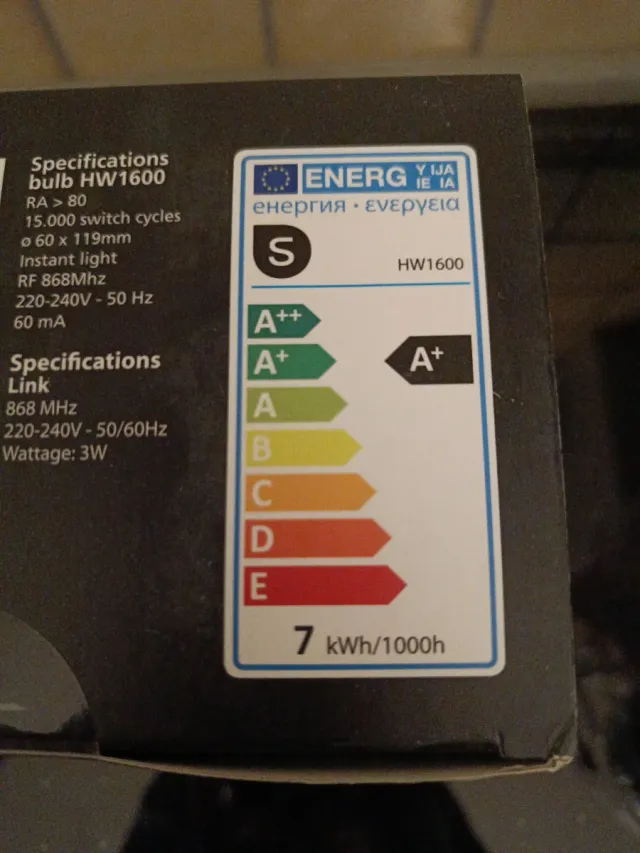 Specifications
bulb HW1600
RA > 80
15.000 switch cycles
ø 60 x 119mm
Instant light
RF 868Mhz
220-240V - 50 Hz
60 mA
Specifications
Link
868 MHz
220-240V - 50/60Hz
Wattage: 3W
ENERG Y IJA
IE IA
енергия · ενεργεια
S
HW1600
A++
A+
A+
A
B
C
D
E
7 kWh/1000h